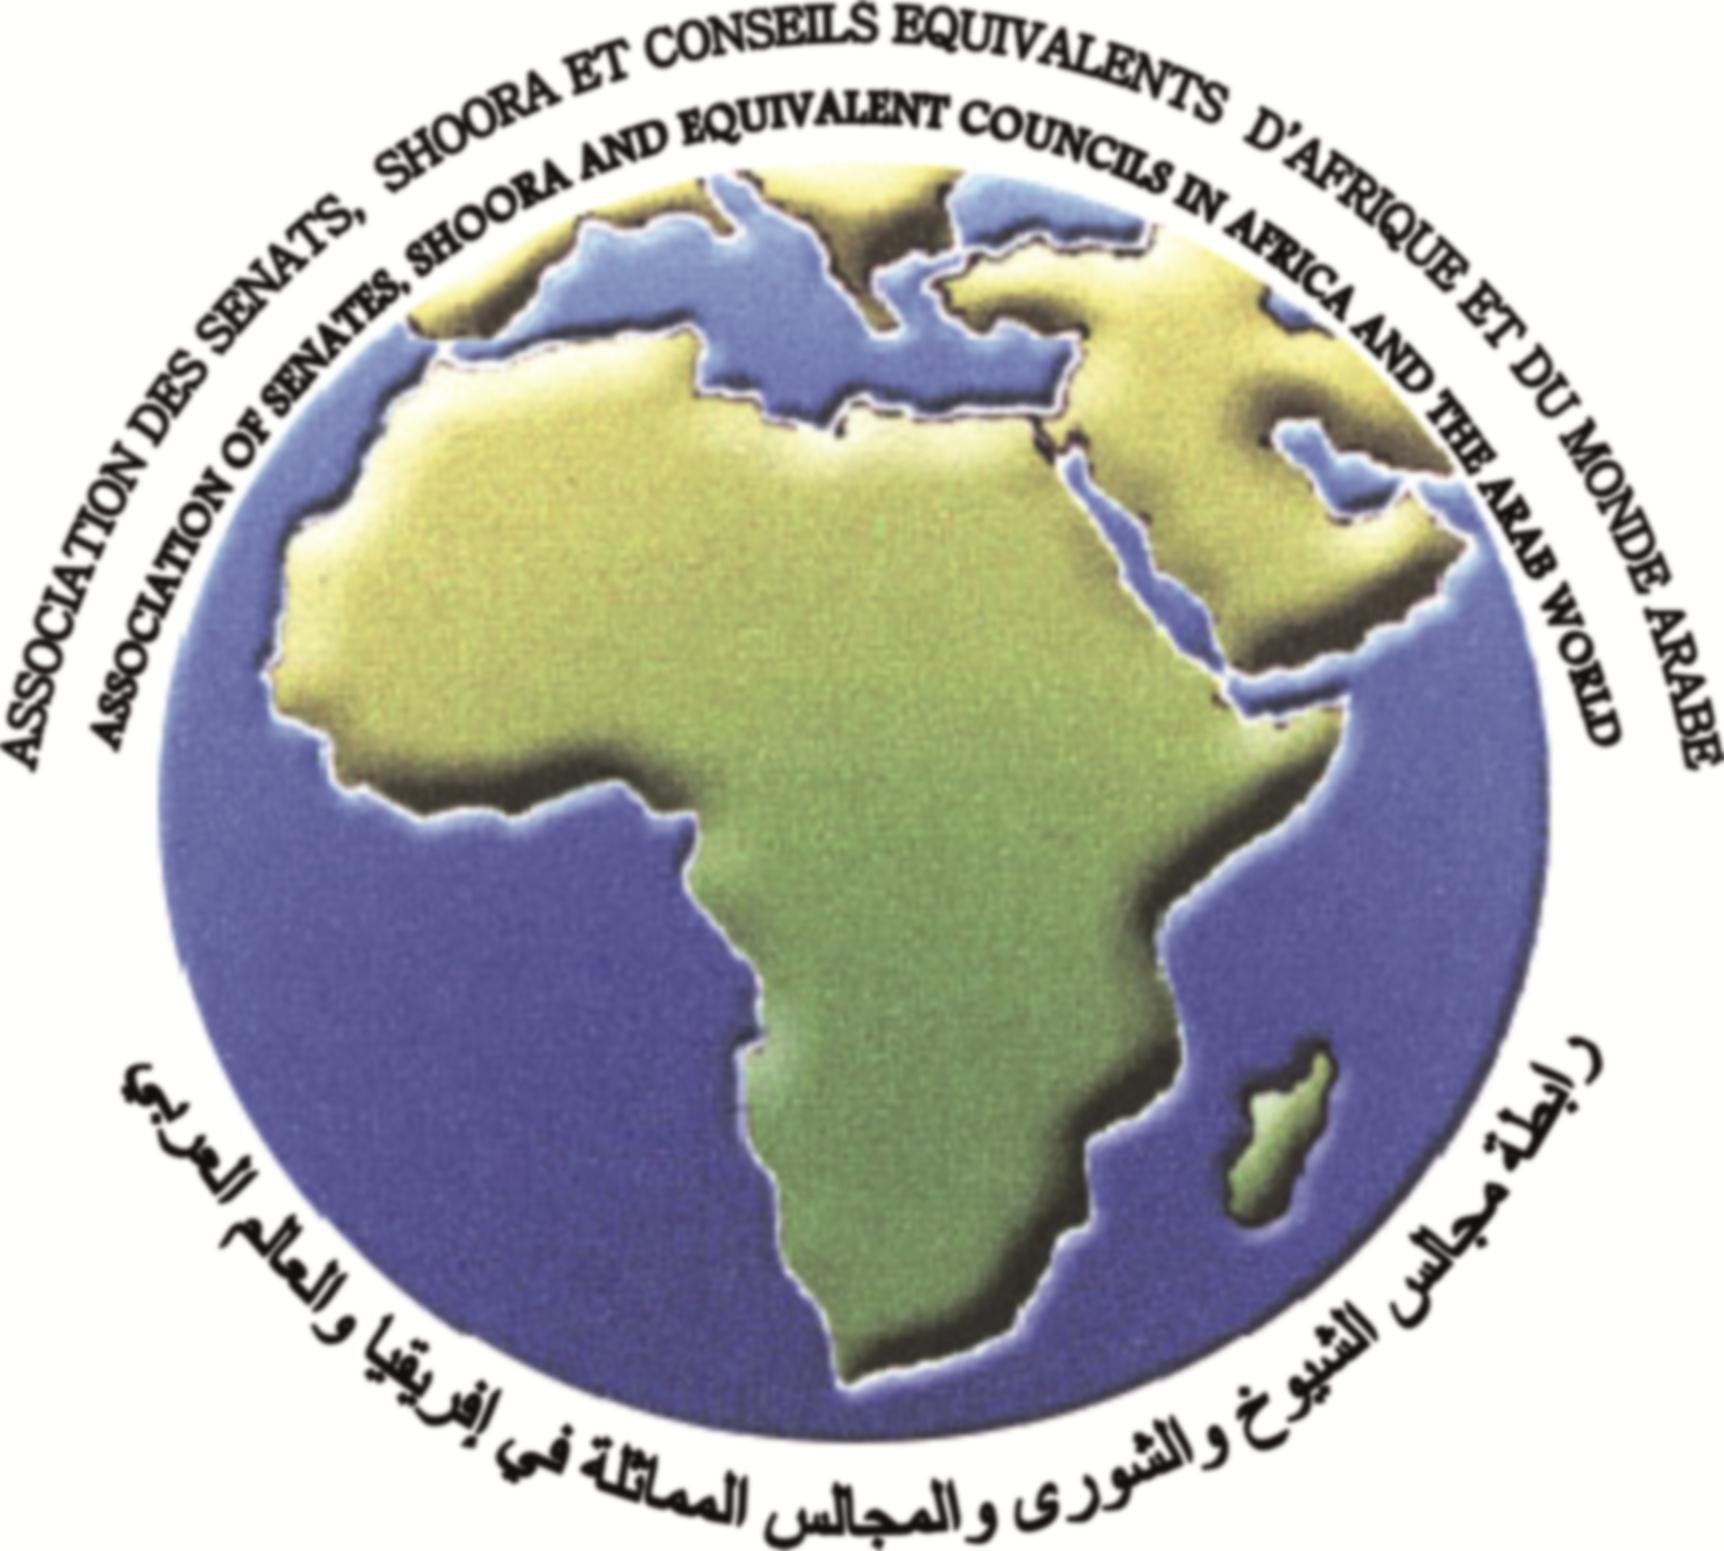 ASSOCIATION DES SENATS, SHOORA ET CONSEILS EQUIVALENTS D'AFRIQUE ET DU MONDE ARABE
ASSOCIATION OF SENATES, SHOORA AND EQUIVALENT COUNCILS IN AFRICA AND THE ARAB WORLD
رابطة مجالس الشيوخ والشورى والمجالس المماثلة في إفريقيا والعالم العربي